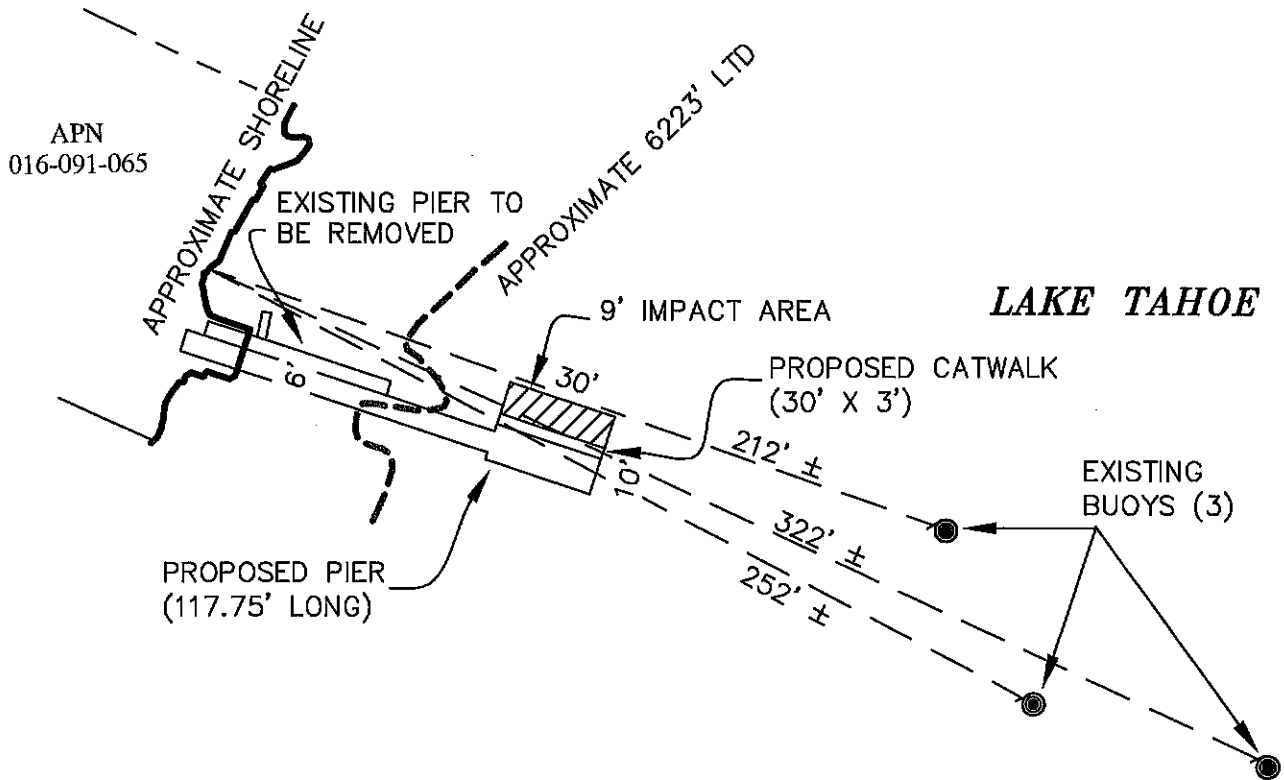 APN
016-091-065
APPROXIMATE SHORELINE
EXISTING PIER TO
BE REMOVED
APPROXIMATE 6223' LTD
9' IMPACT AREA
LAKE TAHOE
PROPOSED CATWALK
(30' X 3')
30'
6'
10'
212' ±
322' ±
252' ±
EXISTING
BUOYS (3)
PROPOSED PIER
(117.75' LONG)